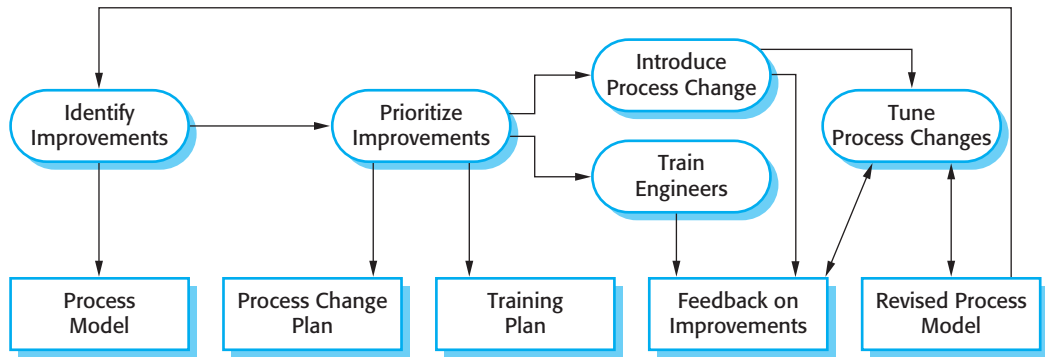 Identify
Improvements
Prioritize
Improvements
Introduce
Process Change
Train
Engineers
Tune
Process Changes
Process
Model
Process Change
Plan
Training
Plan
Feedback on
Improvements
Revised Process
Model